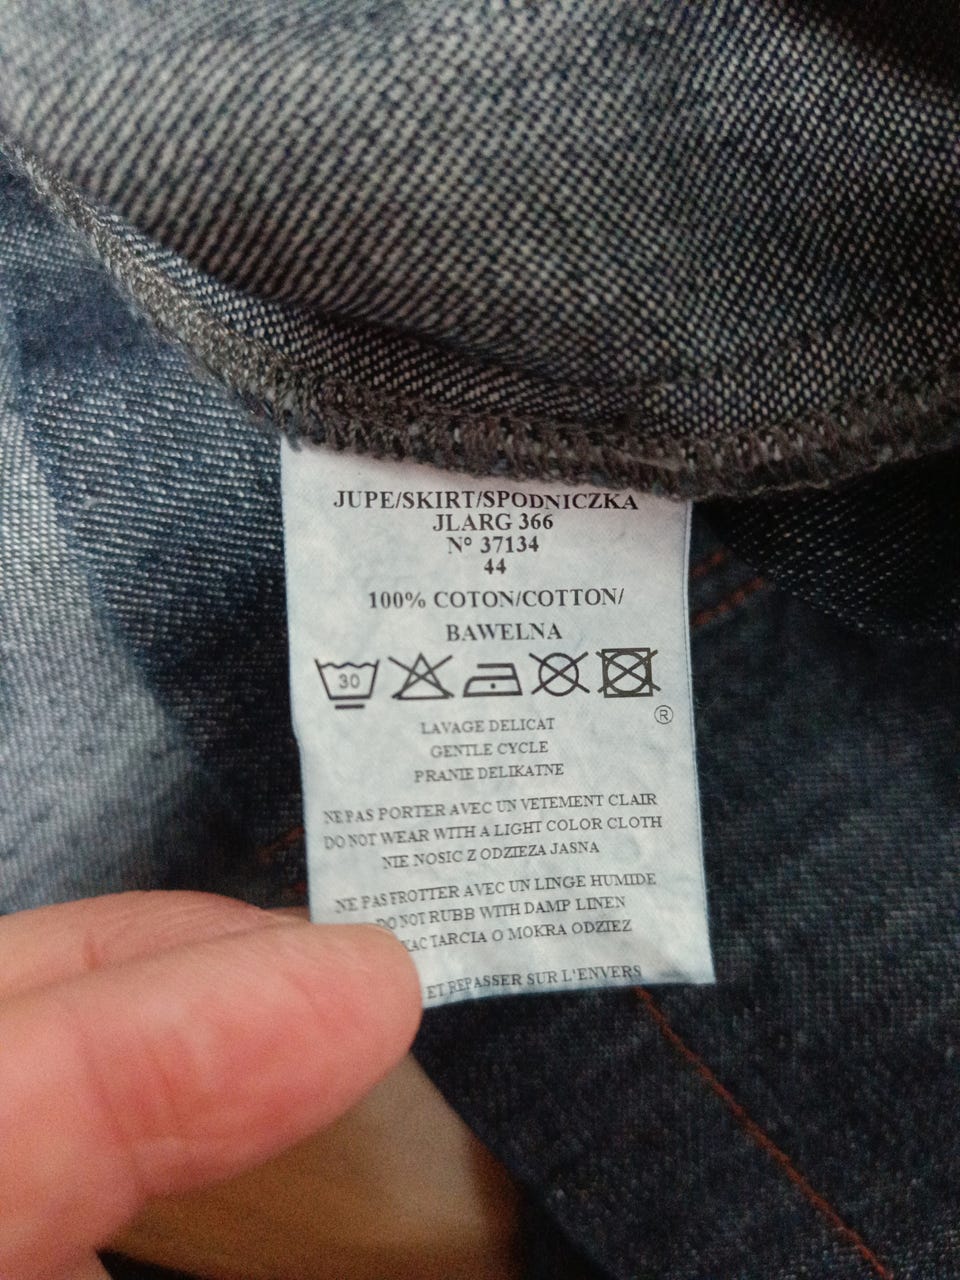 JUPE/SKIRT/SPODNICZKA
JLARG 366
N° 37134
44
100% COTON/COTTON/
BAWELNA
30
®
LAVAGE DELICAT
GENTLE CYCLE
PRANIE DELIKATNE
NE PAS PORTER AVEC UN VETEMENT CLAIR
DO NOT WEAR WITH A LIGHT COLOR CLOTH
NIE NOSIC Z ODZIEZA JASNA
NE PAS FROTTER AVEC UN LINGE HUMIDE
DO NOT RUBB WITH DAMP LINEN
TARCIA O MOKRA ODZIEZ
ET REPASSER SUR L'ENVERS